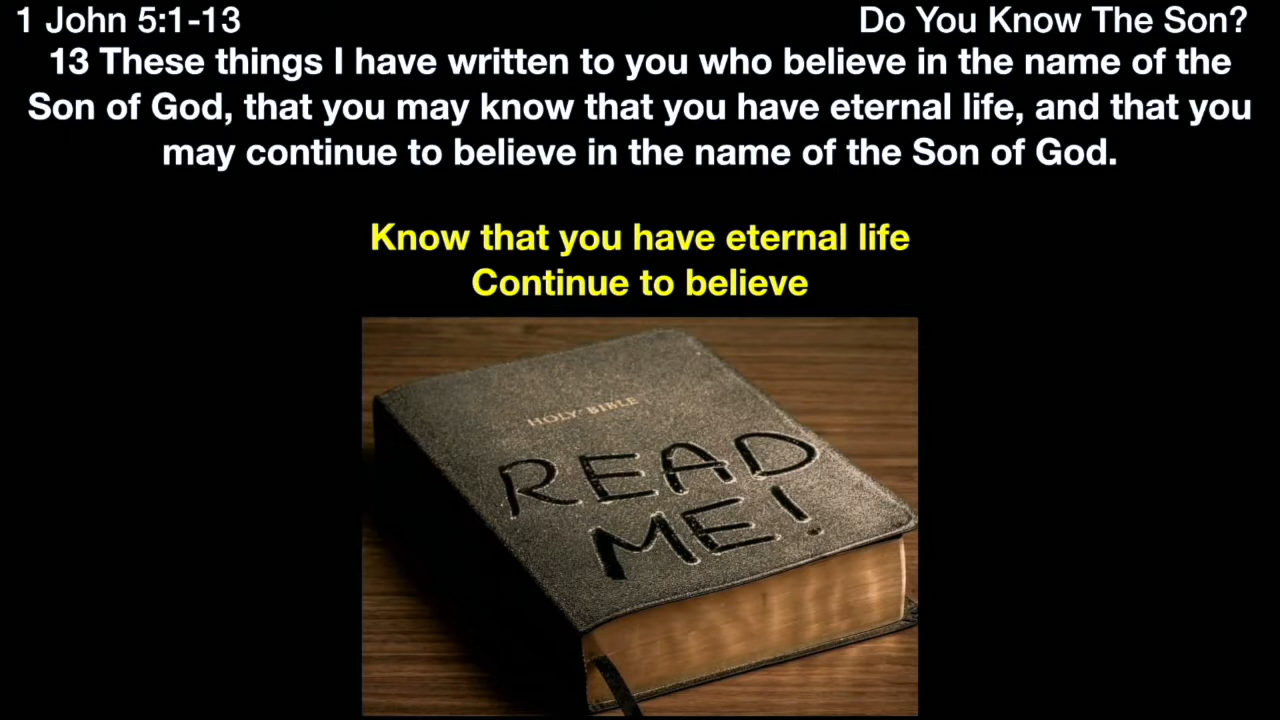 1 John 5:1-13
Do You Know The Son?
13 These things I have written to you who believe in the name of the
Son of God, that you may know that you have eternal life, and that you
may continue to believe in the name of the Son of God.
Know that you have eternal life
Continue to believe
HOLY BIBLE
READ
ME!